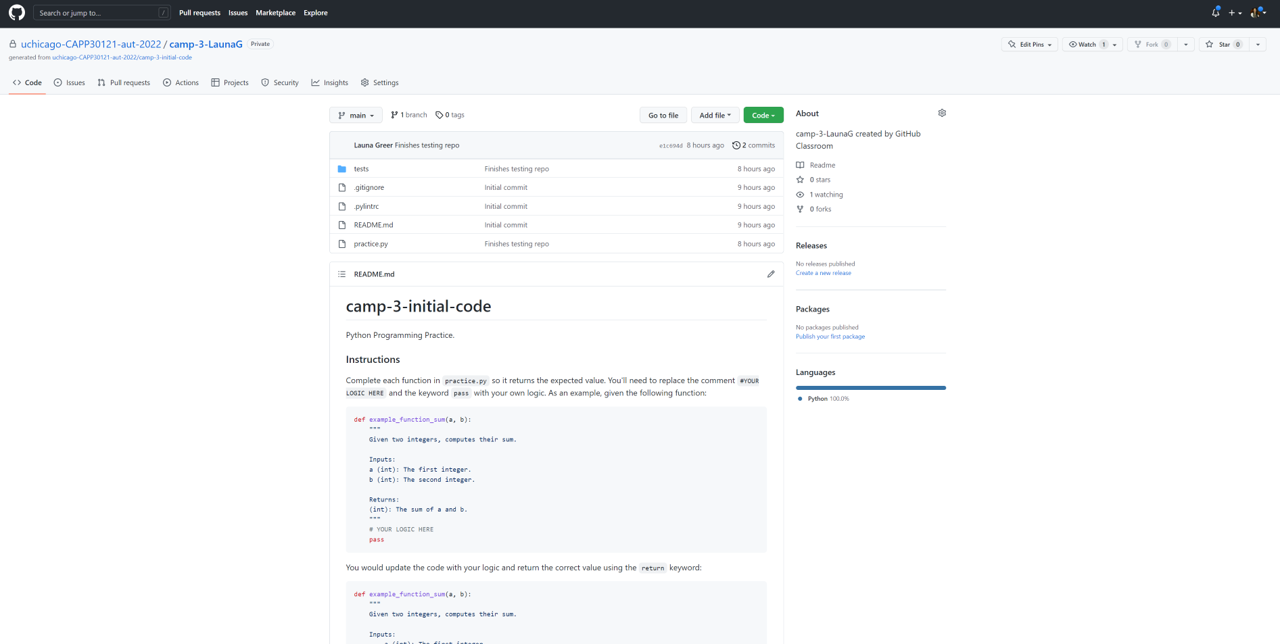 Search or jump to... /
Pull requests Issues Marketplace Explore
uchicago-CAPP30121-aut-2022 / camp-3-LaunaG Private
generated from uchicago-CAPP30121-aut-2022/camp-3-initial-code
Edit Pins Watch 1 Fork 0 Star 0
Code Issues Pull requests Actions Projects Security Insights Settings
main 1 branch 0 tags Go to file Add file Code
Launa Greer Finishes testing repo e1c694d 8 hours ago 2 commits
tests Finishes testing repo 8 hours ago
.gitignore Initial commit 9 hours ago
.pylintrc Initial commit 9 hours ago
README.md Initial commit 9 hours ago
practice.py Finishes testing repo 8 hours ago
README.md
camp-3-initial-code
Python Programming Practice.
Instructions
Complete each function in practice.py so it returns the expected value. You'll need to replace the comment #YOUR
LOGIC HERE and the keyword pass with your own logic. As an example, given the following function:
def example_function_sum(a, b):
"""
Given two integers, computes their sum.
Inputs:
a (int): The first integer.
b (int): The second integer.
Returns:
(int): The sum of a and b.
"""
# YOUR LOGIC HERE
pass
You would update the code with your logic and return the correct value using the return keyword:
def example_function_sum(a, b):
"""
Given two integers, computes their sum.
Inputs:
a (int): The first integer.
About
camp-3-LaunaG created by GitHub
Classroom
Readme
0 stars
1 watching
0 forks
Releases
No releases published
Create a new release
Packages
No packages published
Publish your first package
Languages
Python 100.0%